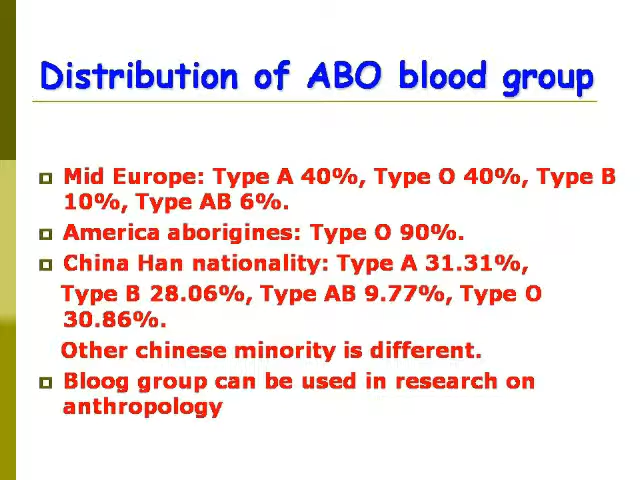 Distribution of ABO blood group
Mid Europe: Type A 40%, Type O 40%, Type B
10%, Type AB 6%.
America aborigines: Type O 90%.
China Han nationality: Type A 31.31%,
Type B 28.06%, Type AB 9.77%, Type O
30.86%.
Other chinese minority is different.
Bloog group can be used in research on
anthropology